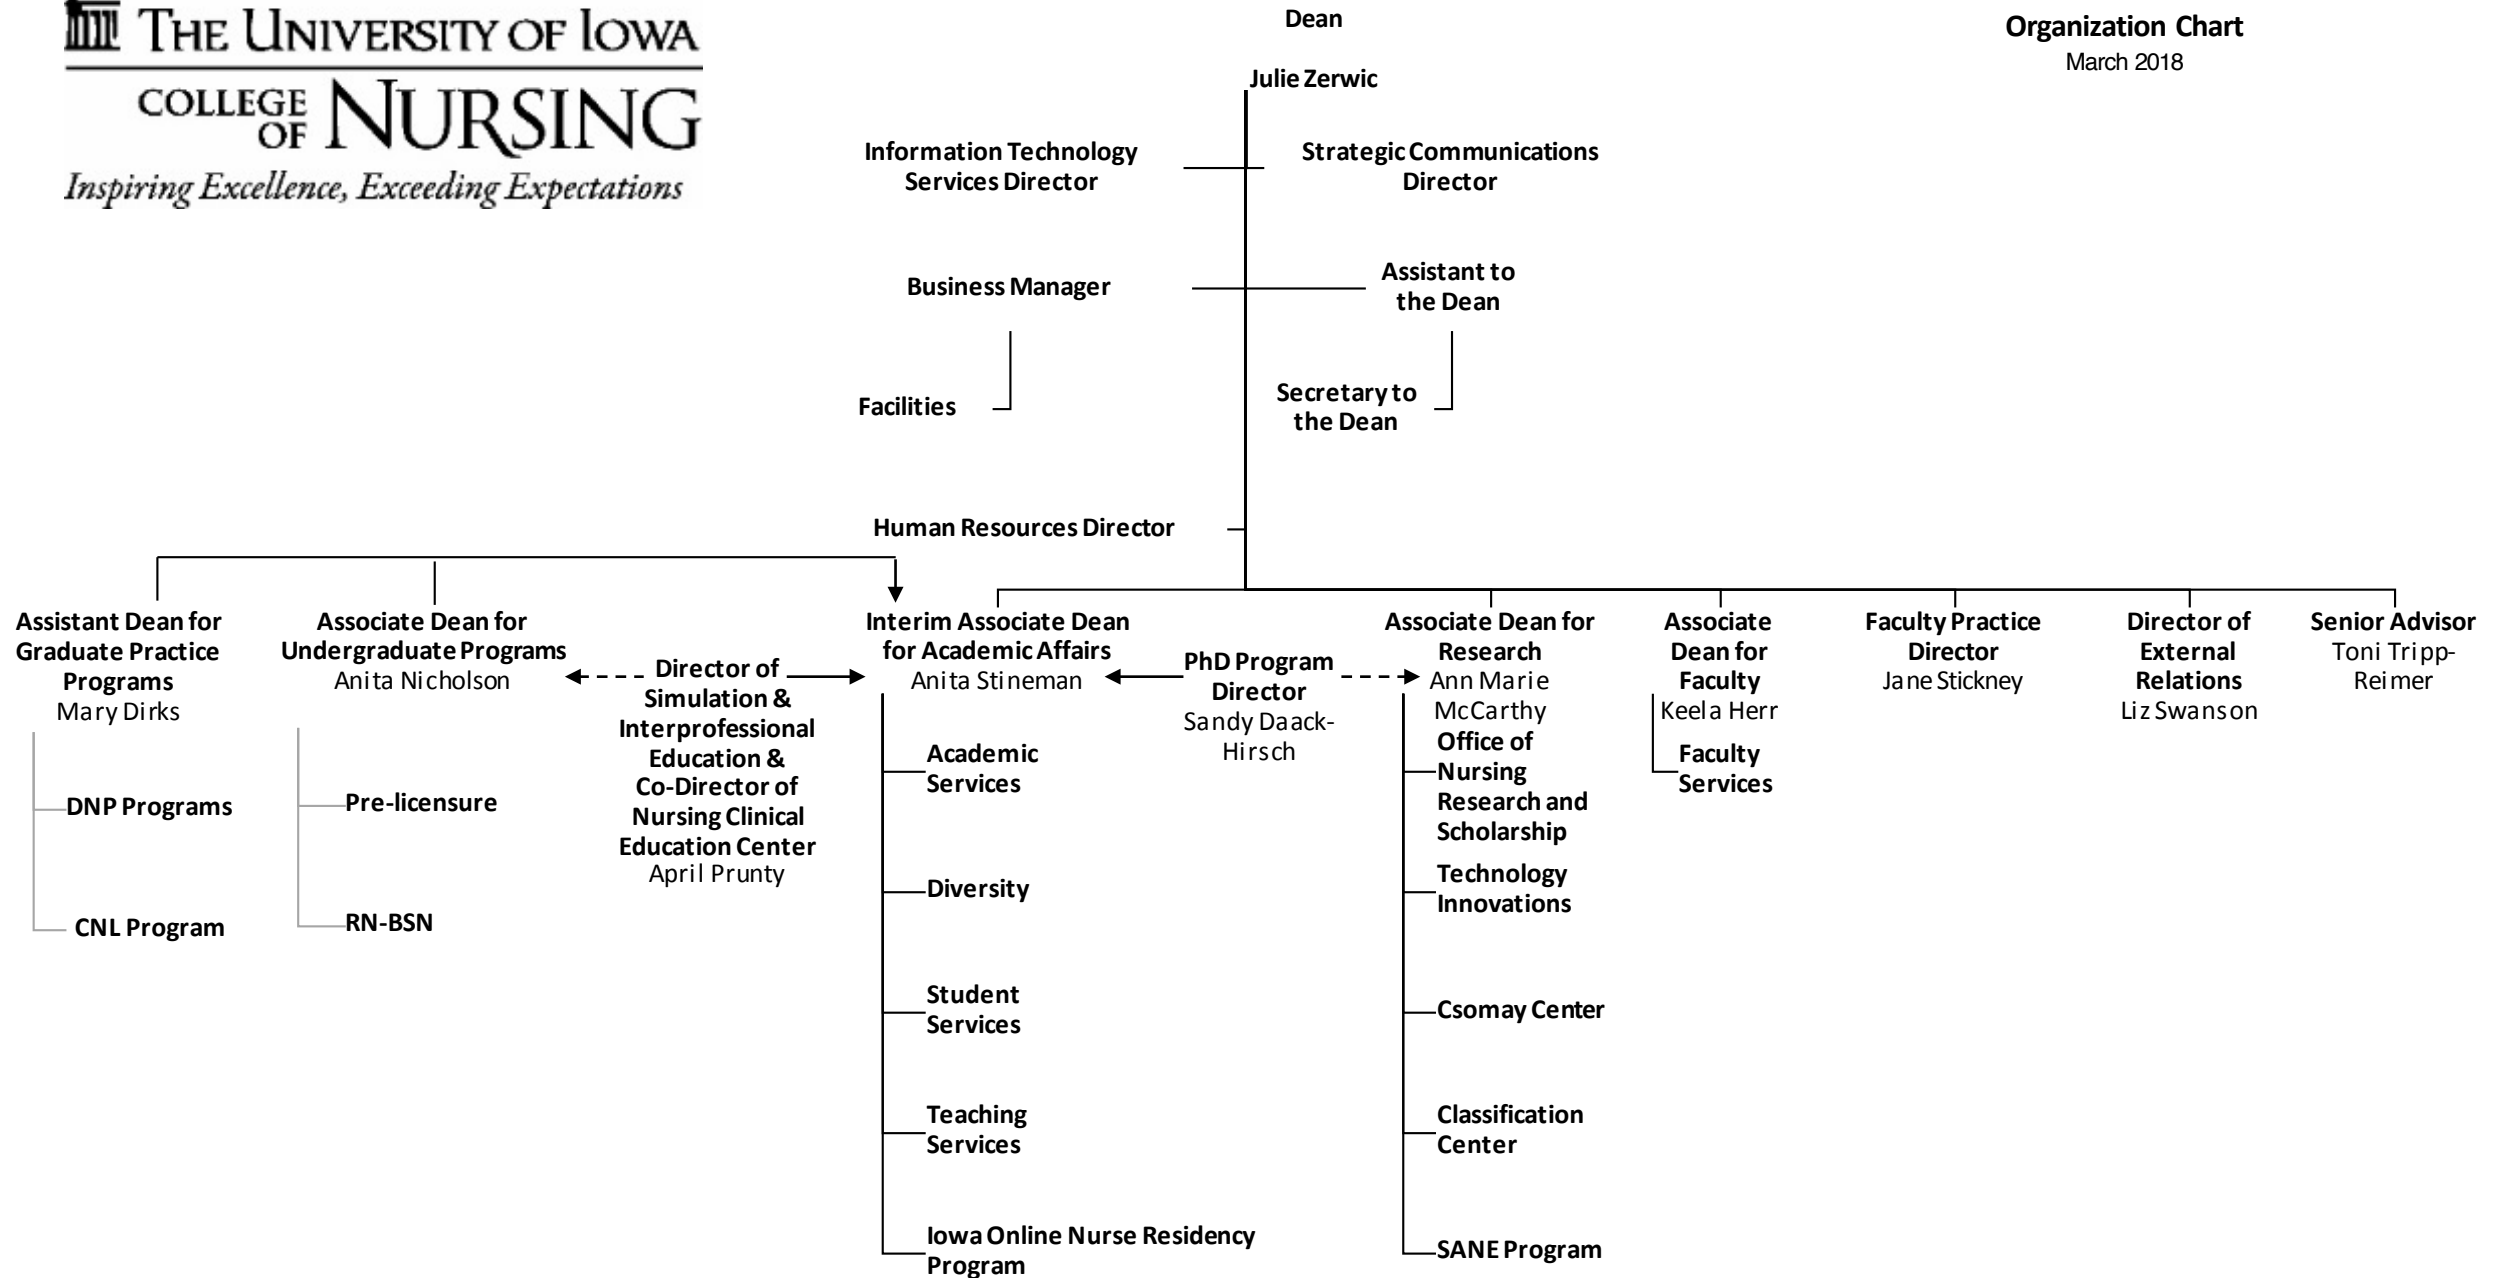 THE UNIVERSITY OF IOWA
COLLEGE
OF NURSING
Inspiring Excellence, Exceeding Expectations
Dean
Julie Zerwic
Organization Chart
March 2018
Information Technology
Services Director
Strategic Communications
Director
Business Manager
Assistant to
the Dean
Facilities
Secretary to
the Dean
Human Resources Director
Assistant Dean for
Graduate Practice
Programs
Mary Dirks
DNP Programs
CNL Program
Associate Dean for
Undergraduate Programs
Anita Nicholson
Pre-licensure
RN-BSN
Director of
Simulation &
Interprofessional
Education &
Co-Director of
Nursing Clinical
Education Center
April Prunty
Interim Associate Dean
for Academic Affairs
Anita Stineman
Academic
Services
Diversity
Student
Services
Teaching
Services
Iowa Online Nurse Residency
Program
PhD Program
Director
Sandy Daack-
Hirsch
Associate Dean for
Research
Ann Marie
McCarthy
Office of
Nursing
Research and
Scholarship
Technology
Innovations
Csomay Center
Classification
Center
SANE Program
Associate
Dean for
Faculty
Keela Herr
Faculty
Services
Faculty Practice
Director
Jane Stickney
Director of
External
Relations
Liz Swanson
Senior Advisor
Toni Tripp-
Reimer